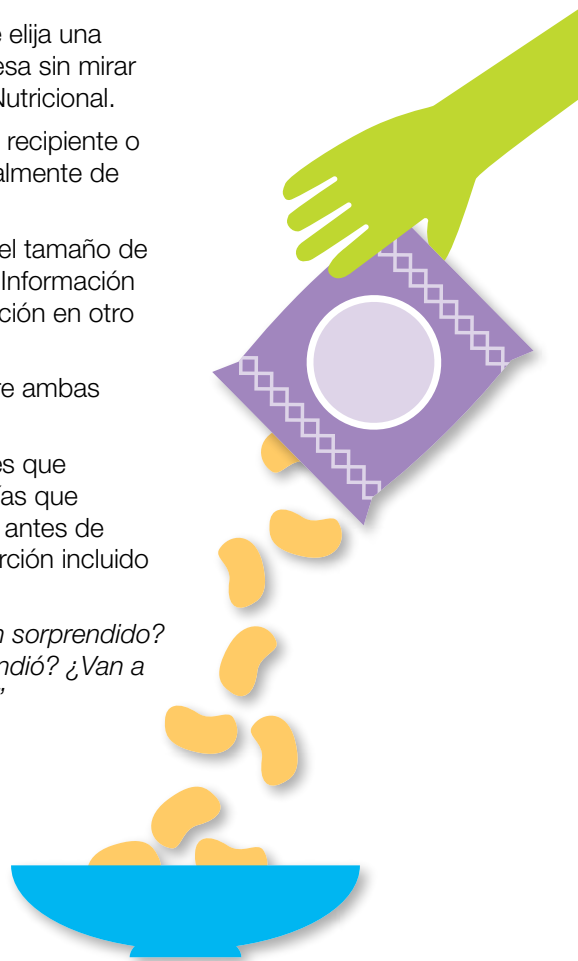 elija una
esa sin mirar
Nutricional.
recipiente o
almente de
el tamaño de
Información
ción en otro
re ambas
es que
ías que
antes de
rción incluido
n sorprendido?
ndió? ¿Van a
”